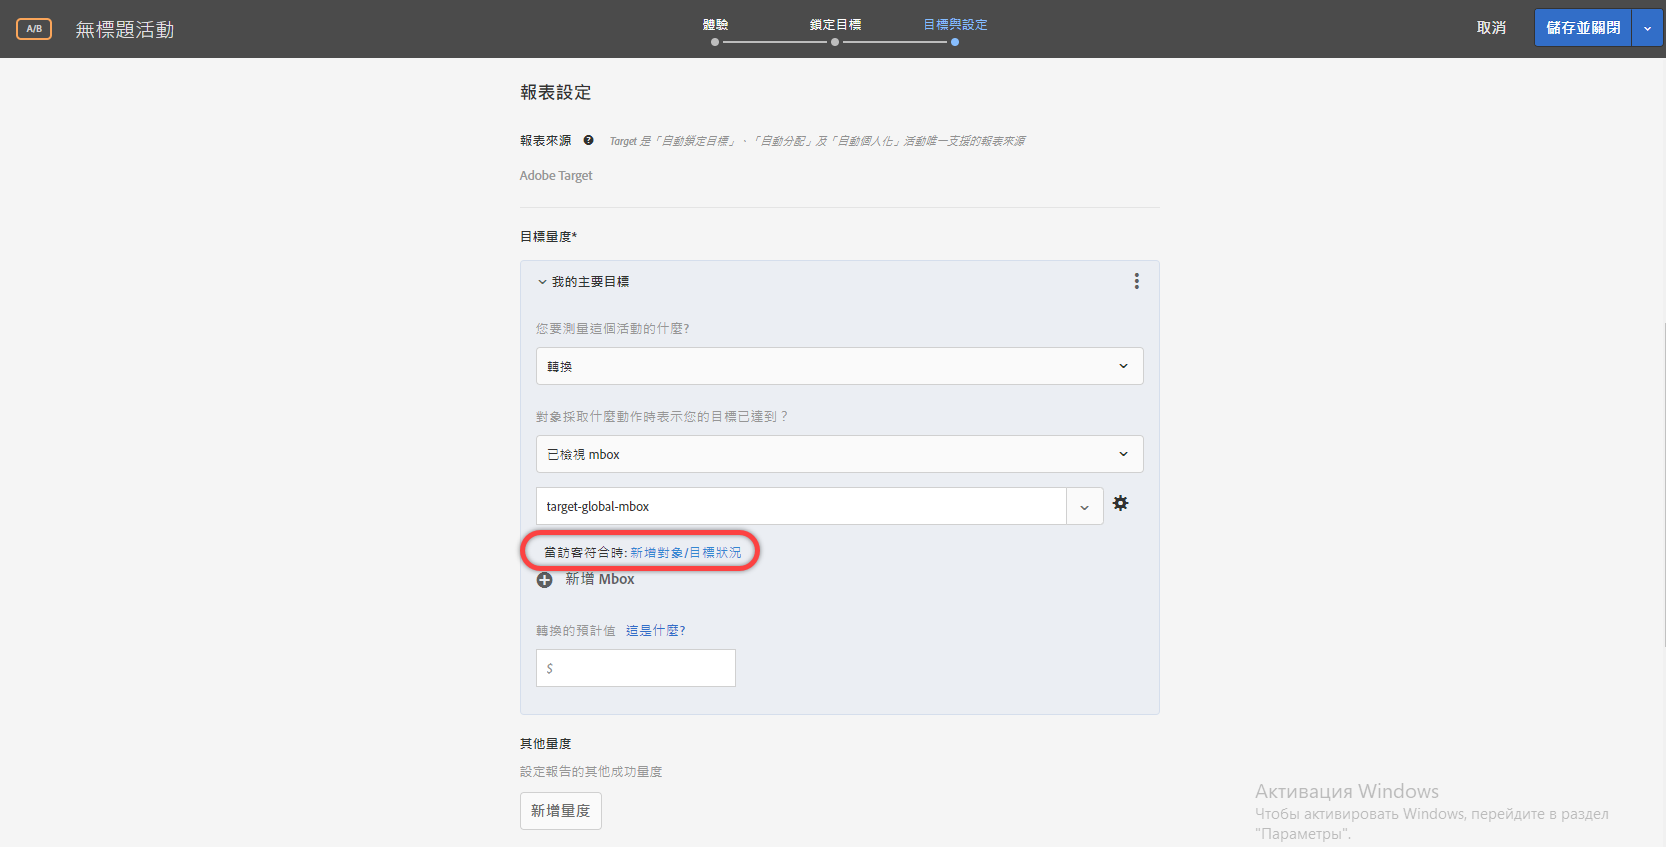 A/B
無標題活動
體驗
鎖定目標
目標與設定
取消
儲存並關閉
報表設定
報表來源 Target 是「自動鎖定目標」、「自動分配」及「自動個人化」活動唯一支援的報表來源
Adobe Target
目標量度*
我的主要目標
您要測量這個活動的什麼?
轉換
對象採取什麼動作時表示您的目標已達到？
已檢視 mbox
target-global-mbox
當訪客符合時: 新增對象/目標狀況
新增 Mbox
轉換的預計值 這是什麼?
$
其他量度
設定報告的其他成功量度
新增量度
Активация Windows
Чтобы активировать Windows, перейдите в раздел
"Параметры".